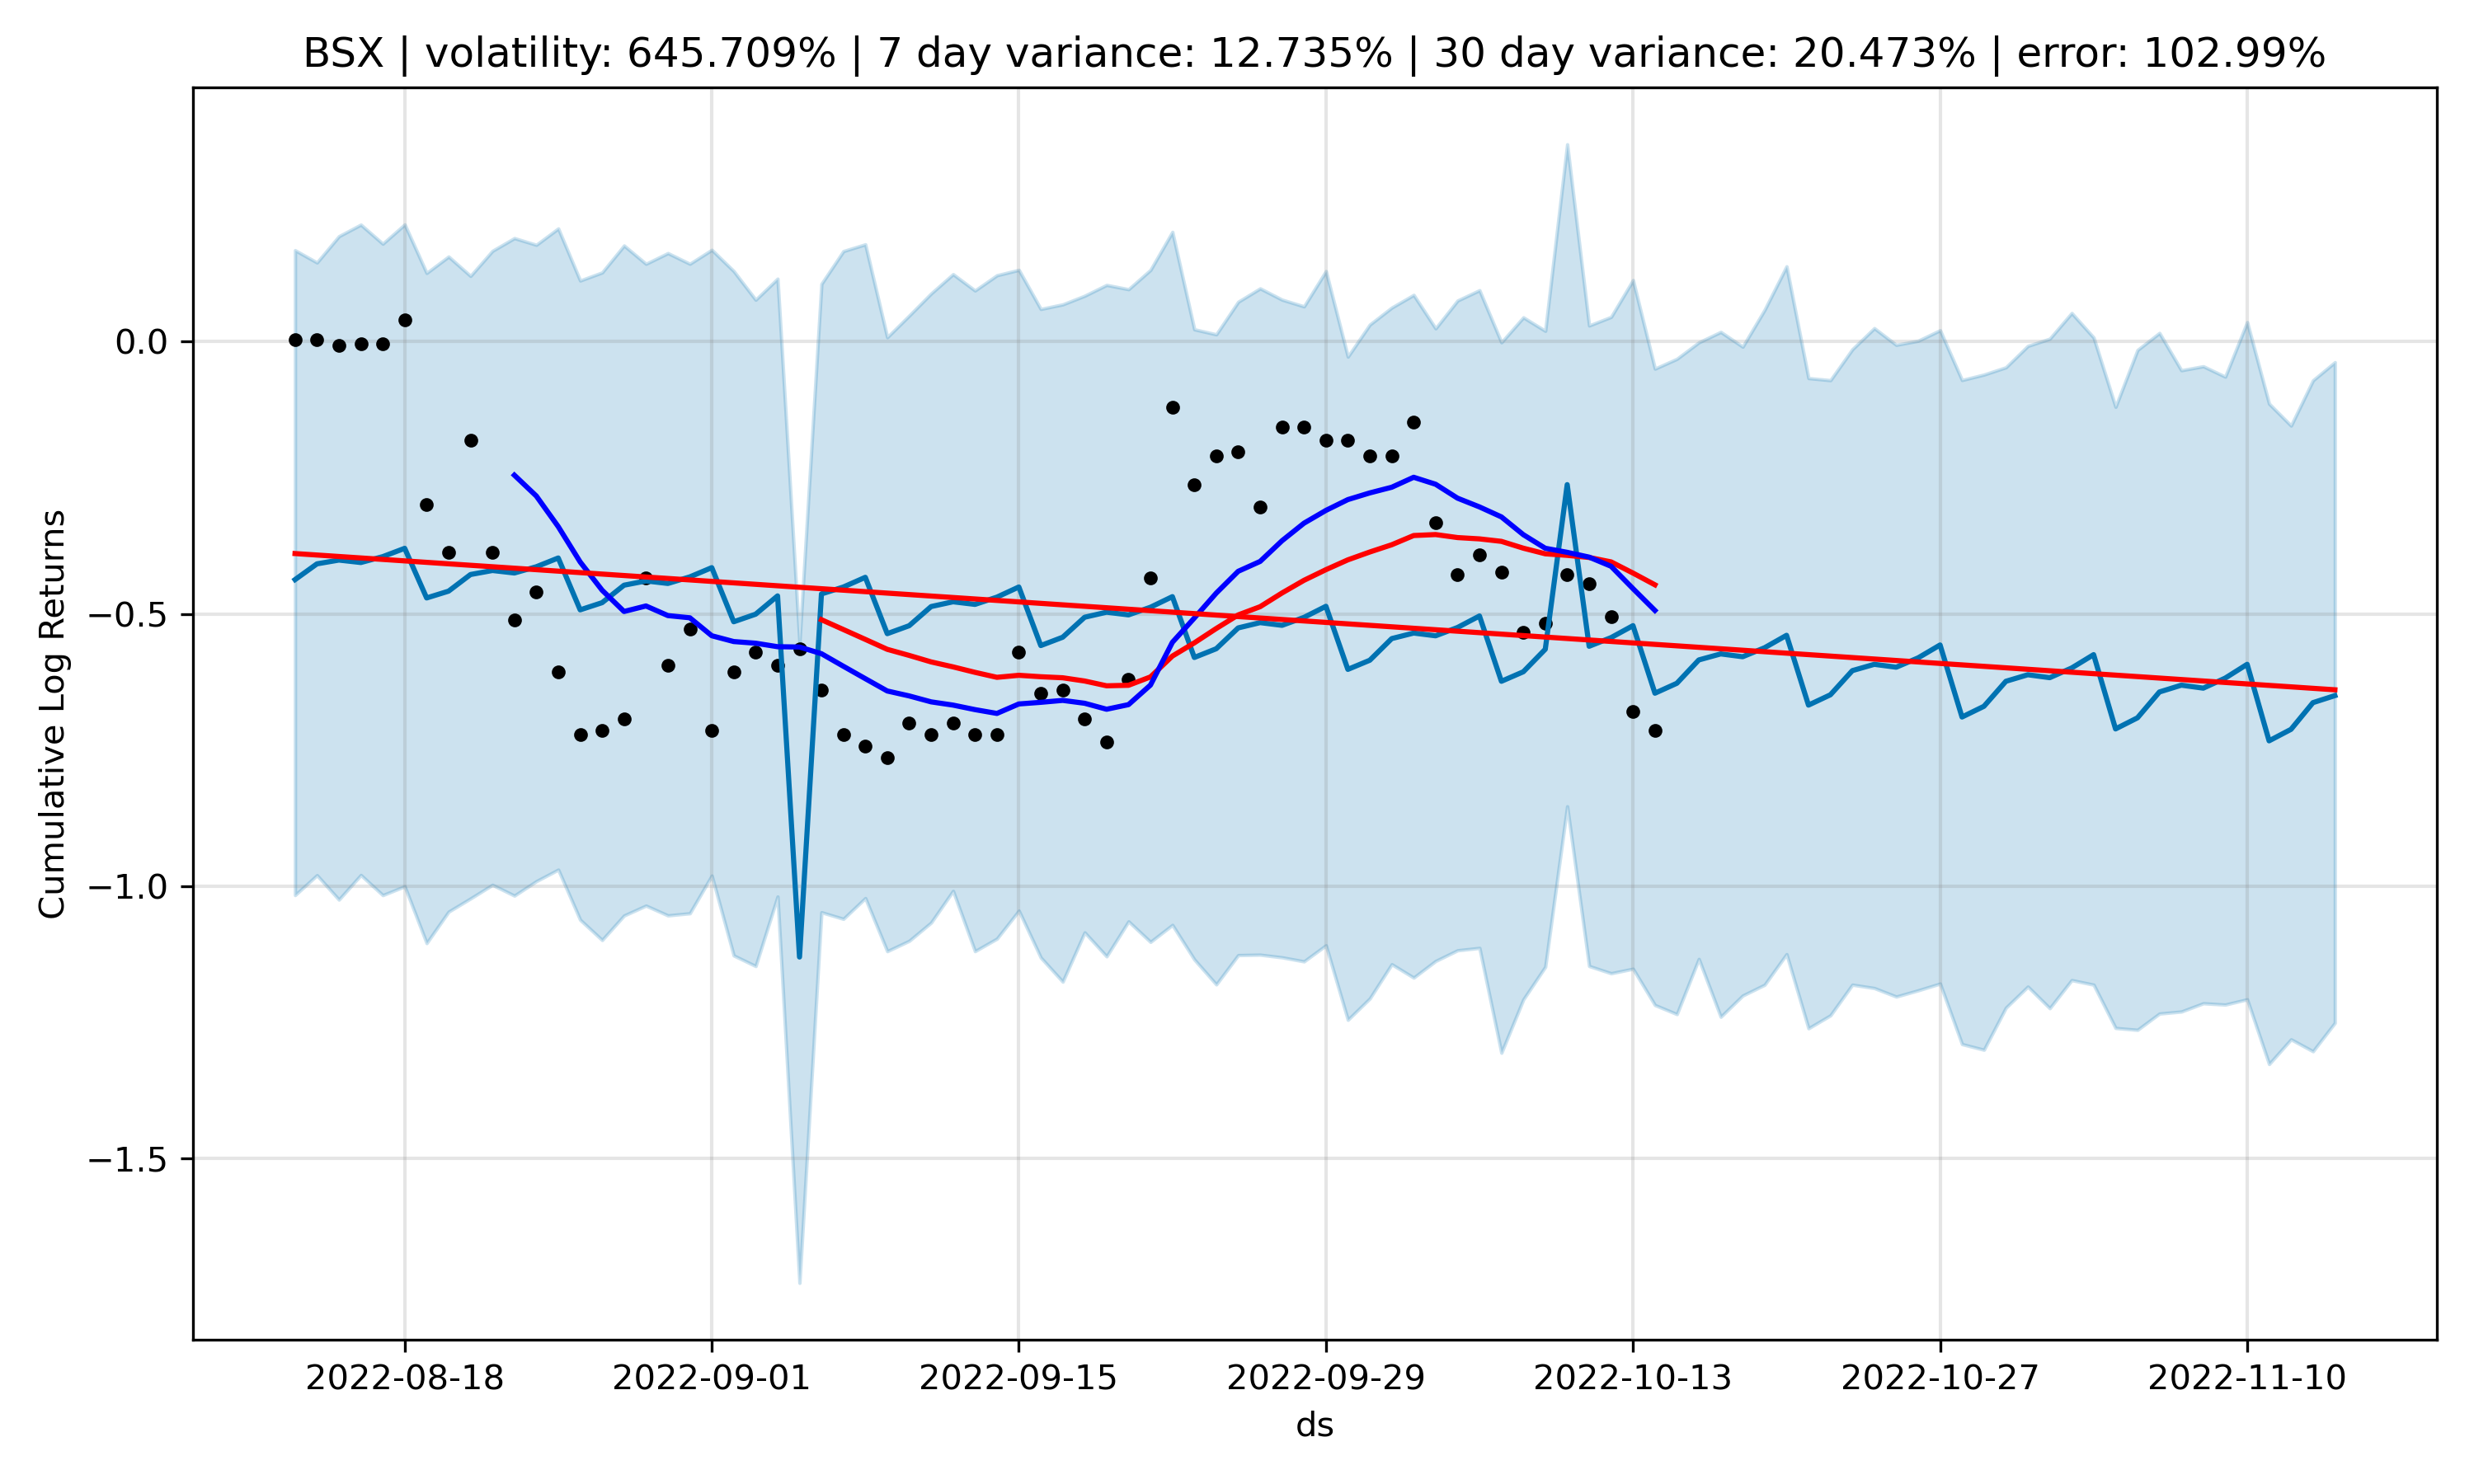 BSX | volatility: 645.709% | 7 day variance: 12.735% | 30 day variance: 20.473% | error: 102.99%
Cumulative Log Returns
0.0
−0.5
−1.0
−1.5
2022-08-18 2022-09-01 2022-09-15 2022-09-29 2022-10-13 2022-10-27 2022-11-10
ds